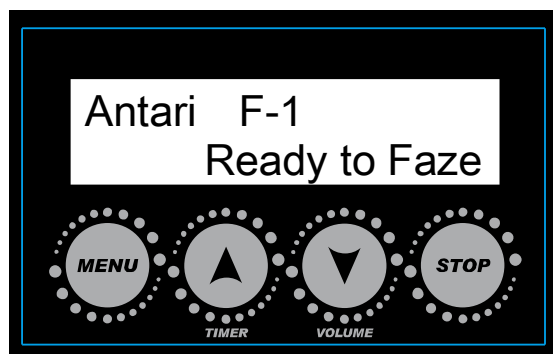 Antari F-1
Ready to Faze
MENU
STOP
TIMER
VOLUME